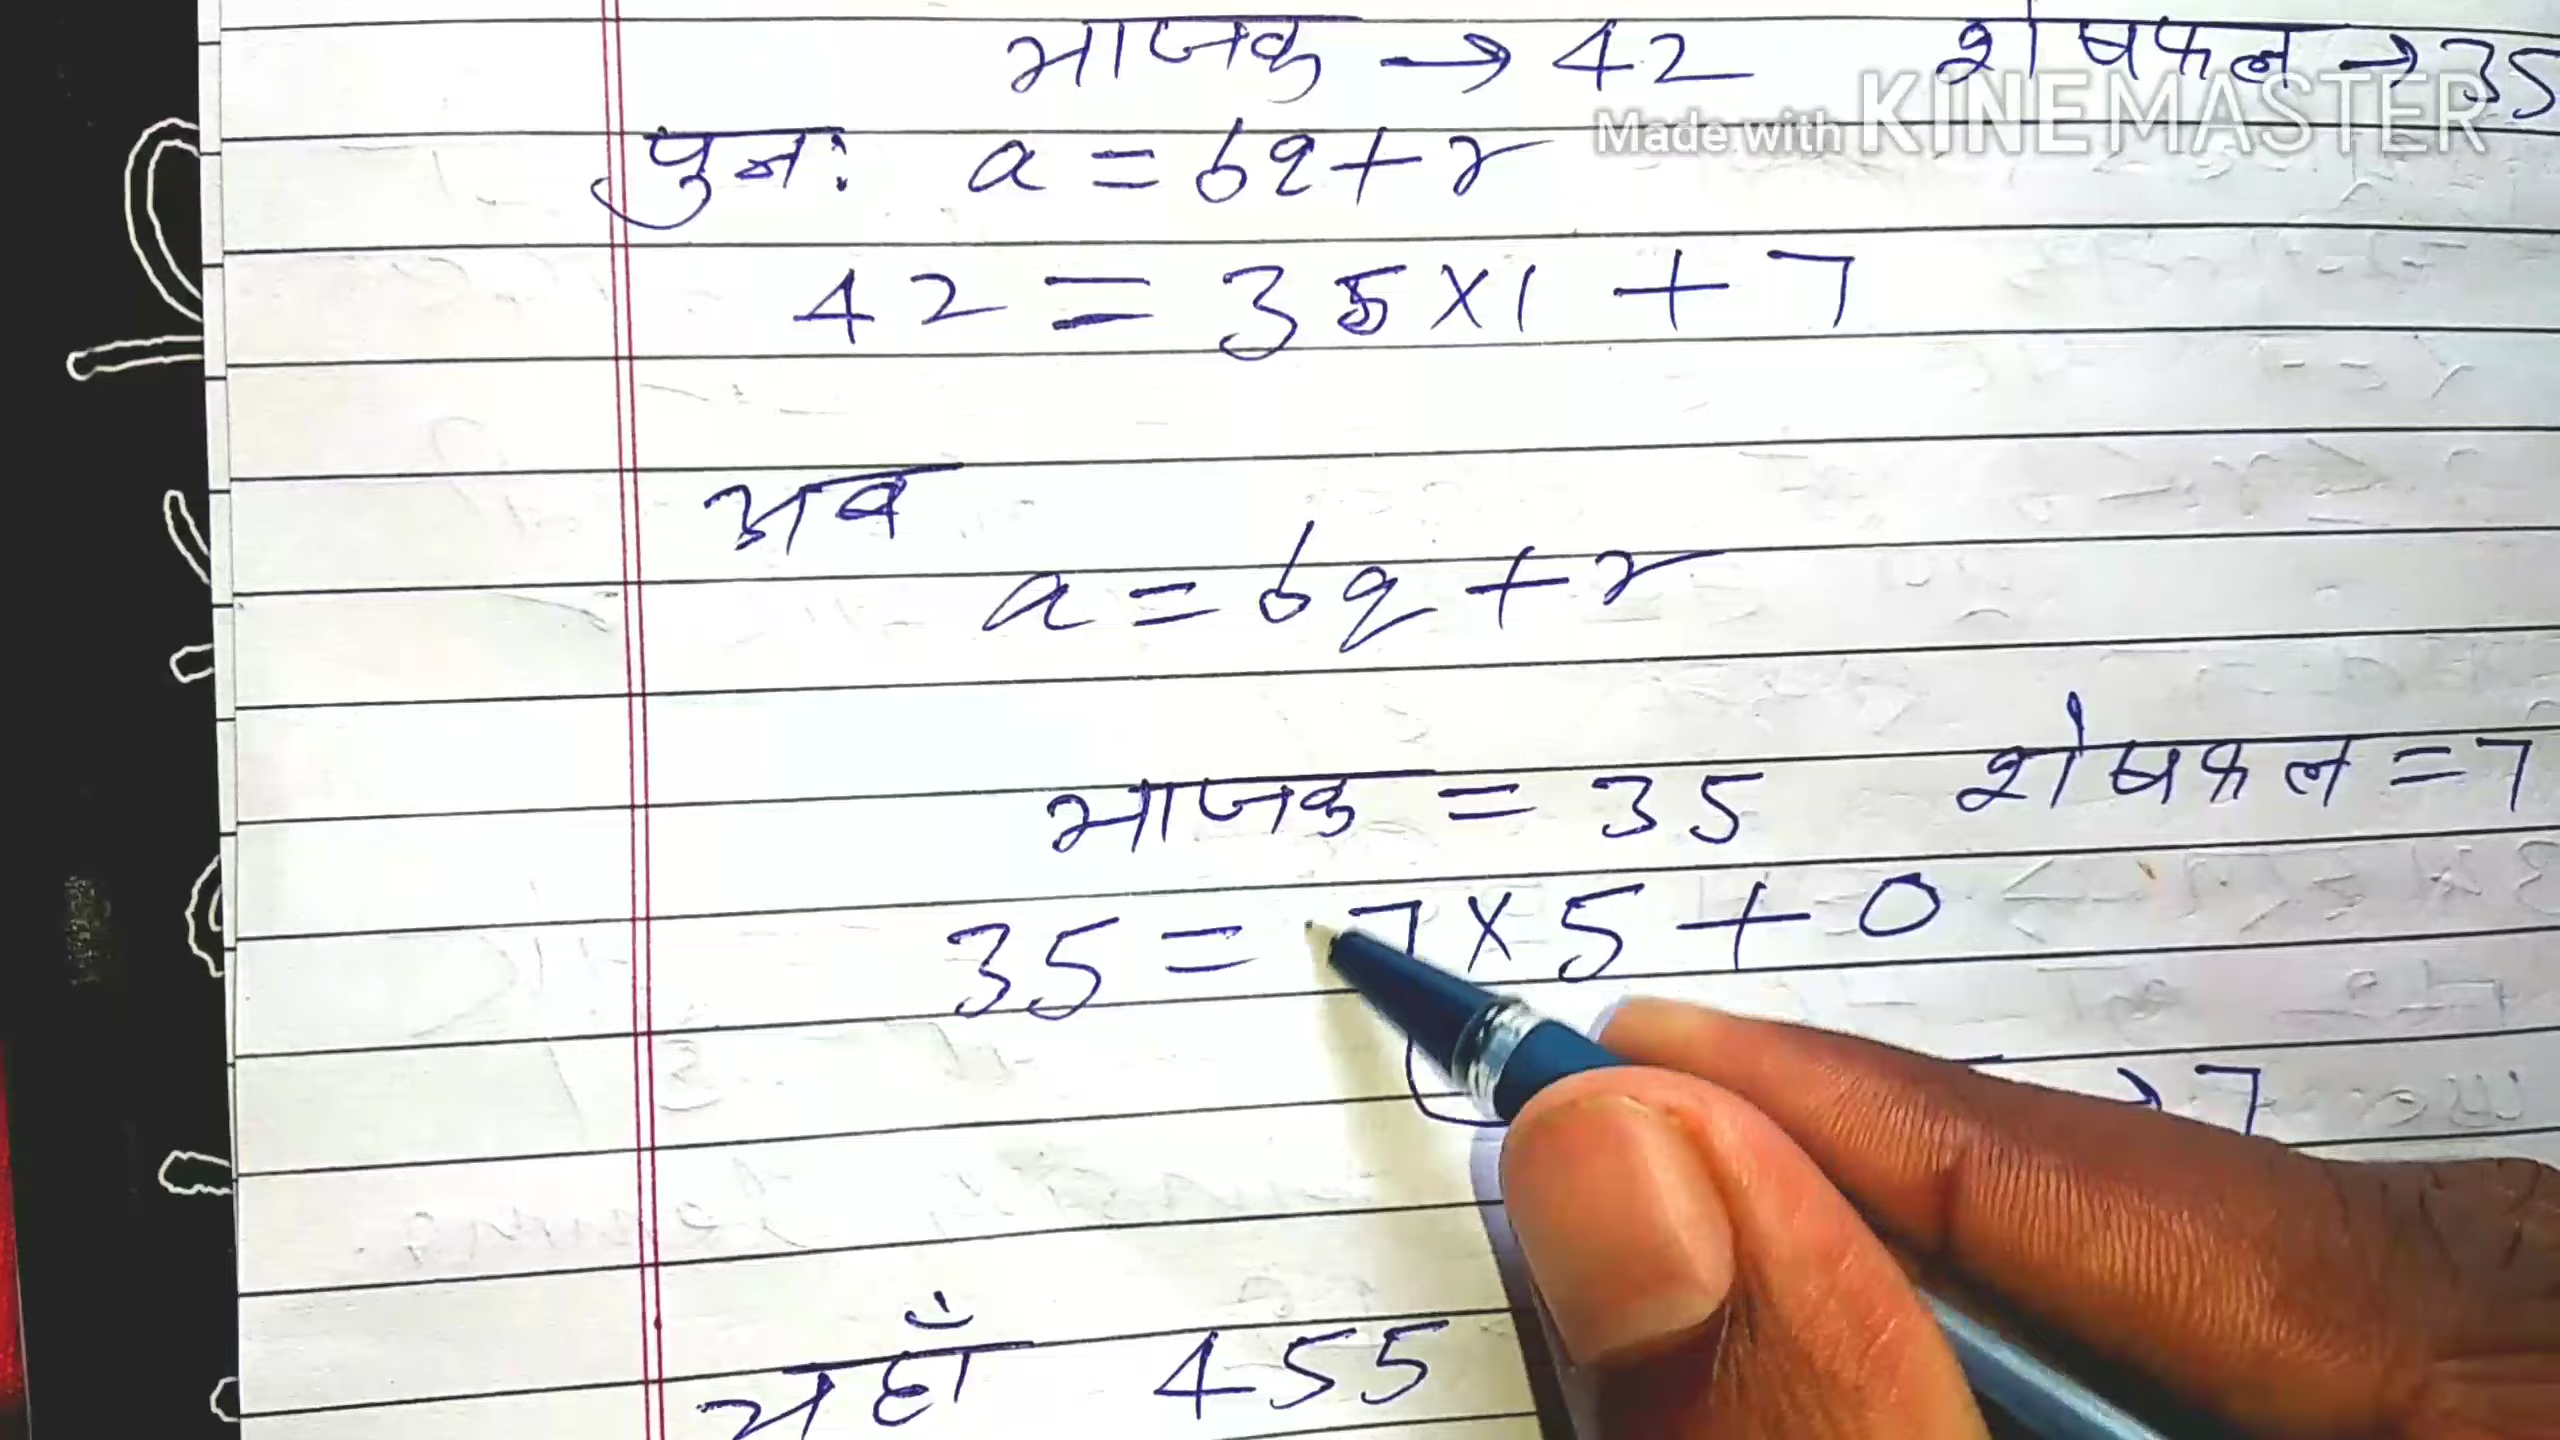 भाजक → 42 शेषफल → 35
Made with KINEMASTER
पुनः a = bq + r
42 = 35 × 1 + 7
अब
a = bq + r
भाजक = 35 शेषफल = 7
35 = 7 × 5 + 0
→ 7
यहाँ 455